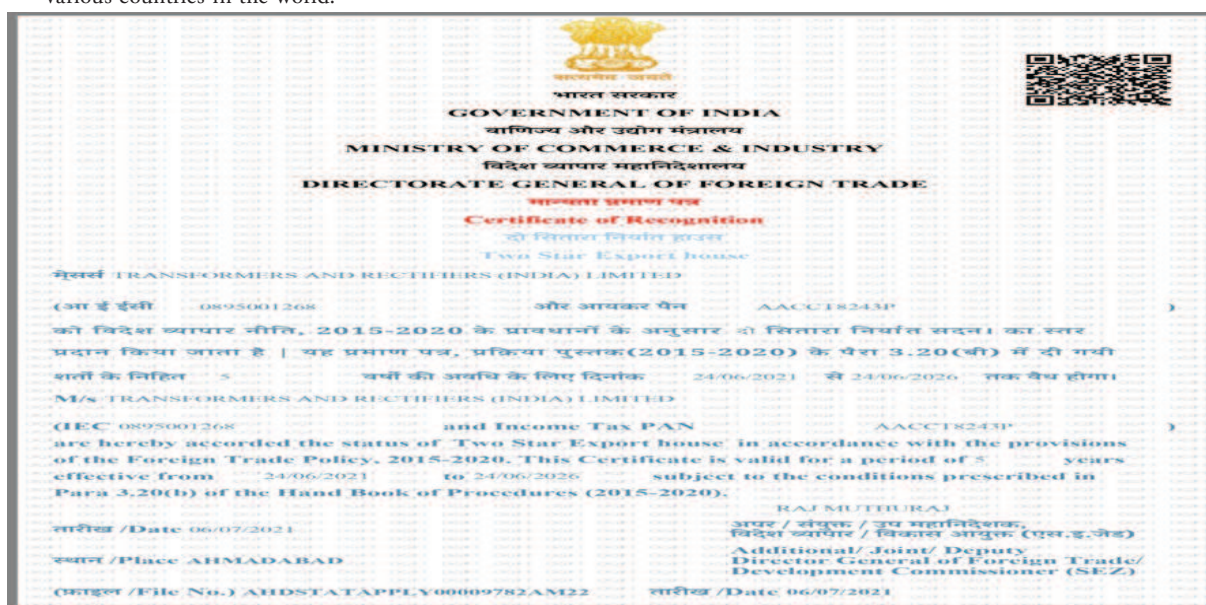 various countries in the world.
सत्यमेव जयते
भारत सरकार
GOVERNMENT OF INDIA
वाणिज्य और उद्योग मंत्रालय
MINISTRY OF COMMERCE & INDUSTRY
विदेश व्यापार महानिदेशालय
DIRECTORATE GENERAL OF FOREIGN TRADE
मान्यता प्रमाण पत्र
Certificate of Recognition
दो सितारा निर्यात हाउस
Two Star Export house
मेसर्स TRANSFORMERS AND RECTIFIERS (INDIA) LIMITED
(आ ई ईसी 0895001268 और आयकर पैन AACCT8243P )
को विदेश व्यापार नीति, 2015-2020 के प्रावधानों के अनुसार दो सितारा निर्यात सदन। का स्तर
प्रदान किया जाता है | यह प्रमाण पत्र, प्रक्रिया पुस्तक(2015-2020) के पैरा 3.20(बी) में दी गयी
शर्तो के निहित 5 वर्षो की अवधि के लिए दिनांक 24/06/2021 से 24/06/2026 तक वैध होगा।
M/s TRANSFORMERS AND RECTIFIERS (INDIA) LIMITED
(IEC 0895001268 and Income Tax PAN AACCT8243P )
are hereby accorded the status of Two Star Export house in accordance with the provisions
of the Foreign Trade Policy, 2015-2020. This Certificate is valid for a period of 5 years
effective from 24/06/2021 to 24/06/2026 subject to the conditions prescribed in
Para 3.20(b) of the Hand Book of Procedures (2015-2020).
RAJ MUTHURAJ
तारीख /Date 06/07/2021
अपर / संयुक्त / उप महानिदेशक,
विदेश व्यापार / विकास आयुक्त (एस.इ.जेड)
स्थान /Place AHMADABAD
Additional/ Joint/ Deputy
Director General of Foreign Trade/
Development Commissioner (SEZ)
(फ़ाइल /File No.) AHDSTATAPPLY00009782AM22 तारीख /Date 06/07/2021